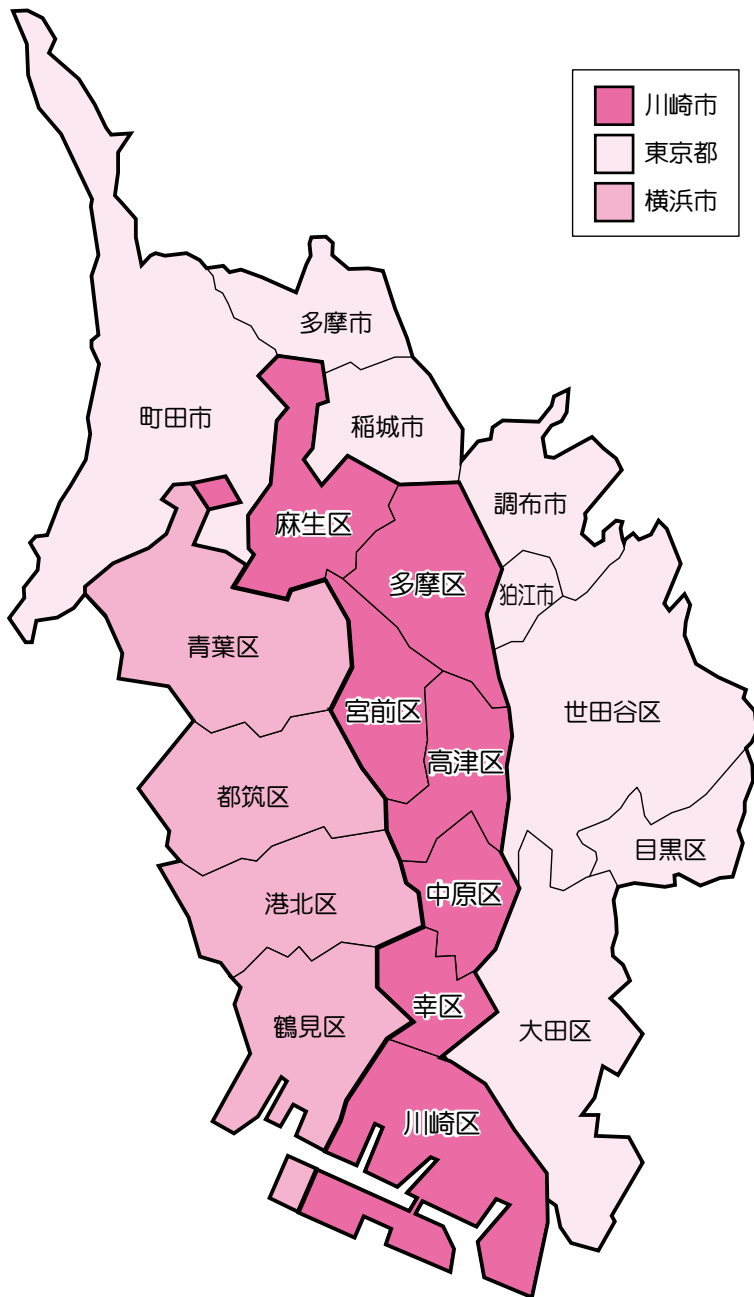 川崎市
東京都
横浜市
多摩市
町田市
稲城市
調布市
麻生区
多摩区
狛江市
青葉区
宮前区
世田谷区
高津区
都筑区
目黒区
中原区
港北区
幸区
鶴見区
大田区
川崎区